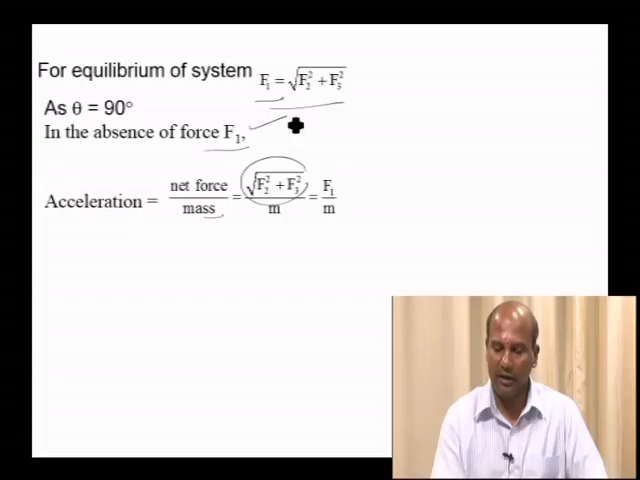 For equilibrium of system F₁ = √F₂² + F₃²
As θ = 90°
In the absence of force F₁,
Acceleration = net force / mass = √F₂² + F₃² / m = F₁ / m